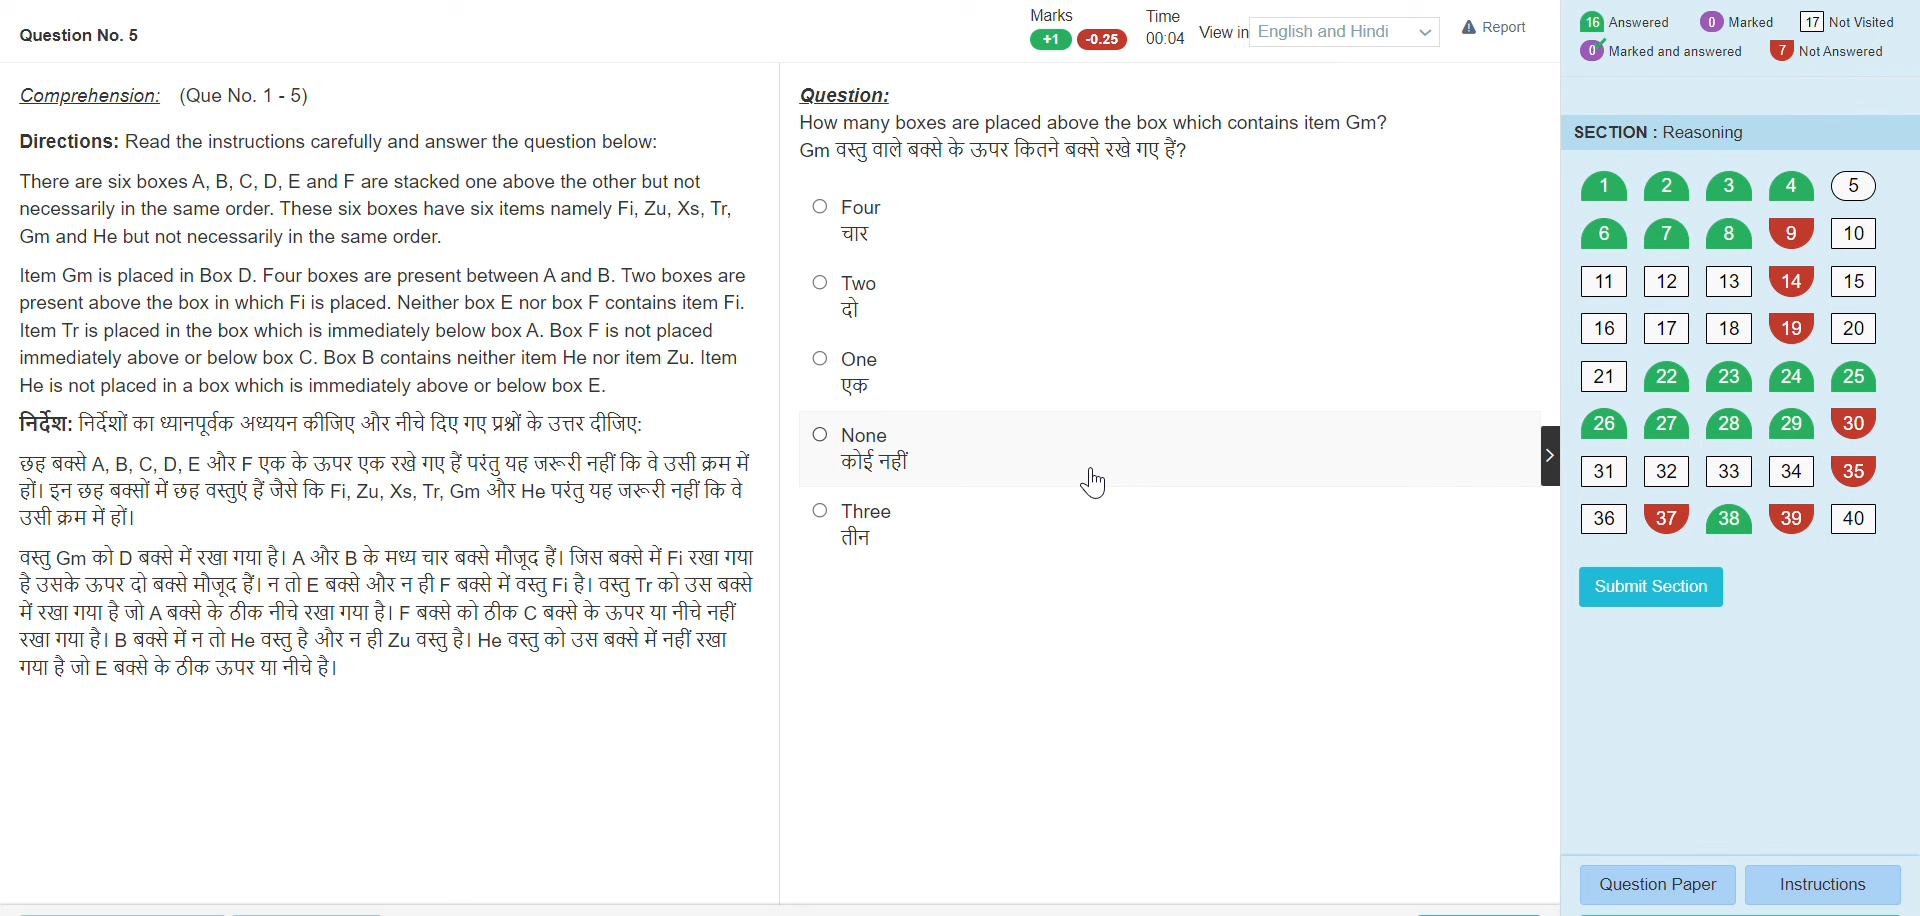 Question No. 5
Marks
+1 -0.25
Time
00:04
View in English and Hindi
Report
Comprehension: (Que No. 1 - 5)
Directions: Read the instructions carefully and answer the question below:
There are six boxes A, B, C, D, E and F are stacked one above the other but not
necessarily in the same order. These six boxes have six items namely Fi, Zu, Xs, Tr,
Gm and He but not necessarily in the same order.
Item Gm is placed in Box D. Four boxes are present between A and B. Two boxes are
present above the box in which Fi is placed. Neither box E nor box F contains item Fi.
Item Tr is placed in the box which is immediately below box A. Box F is not placed
immediately above or below box C. Box B contains neither item He nor item Zu. Item
He is not placed in a box which is immediately above or below box E.
निर्देश: निर्देशों का ध्यानपूर्वक अध्ययन कीजिए और नीचे दिए गए प्रश्नों के उत्तर दीजिए:
छह बक्से A, B, C, D, E और F एक के ऊपर एक रखे गए हैं परंतु यह जरूरी नहीं कि वे उसी क्रम में
हों। इन छह बक्सों में छह वस्तुएं हैं जैसे कि Fi, Zu, Xs, Tr, Gm और He परंतु यह जरूरी नहीं कि वे
उसी क्रम में हों।
वस्तु Gm को D बक्से में रखा गया है। A और B के मध्य चार बक्से मौजूद हैं। जिस बक्से में Fi रखा गया
है उसके ऊपर दो बक्से मौजूद हैं। न तो E बक्से और न ही F बक्से में वस्तु Fi है। वस्तु Tr को उस बक्से
में रखा गया है जो A बक्से के ठीक नीचे रखा गया है। F बक्से को ठीक C बक्से के ऊपर या नीचे नहीं
रखा गया है। B बक्से में न तो He वस्तु है और न ही Zu वस्तु है। He वस्तु को उस बक्से में नहीं रखा
गया है जो E बक्से के ठीक ऊपर या नीचे है।
Question:
How many boxes are placed above the box which contains item Gm?
Gm वस्तु वाले बक्से के ऊपर कितने बक्से रखे गए हैं?
Four
चार
Two
दो
One
एक
None
कोई नहीं
Three
तीन
16 Answered 0 Marked 17 Not Visited
0 Marked and answered 7 Not Answered
SECTION : Reasoning
1 2 3 4 5
6 7 8 9 10
11 12 13 14 15
16 17 18 19 20
21 22 23 24 25
26 27 28 29 30
31 32 33 34 35
36 37 38 39 40
Submit Section
Question Paper Instructions